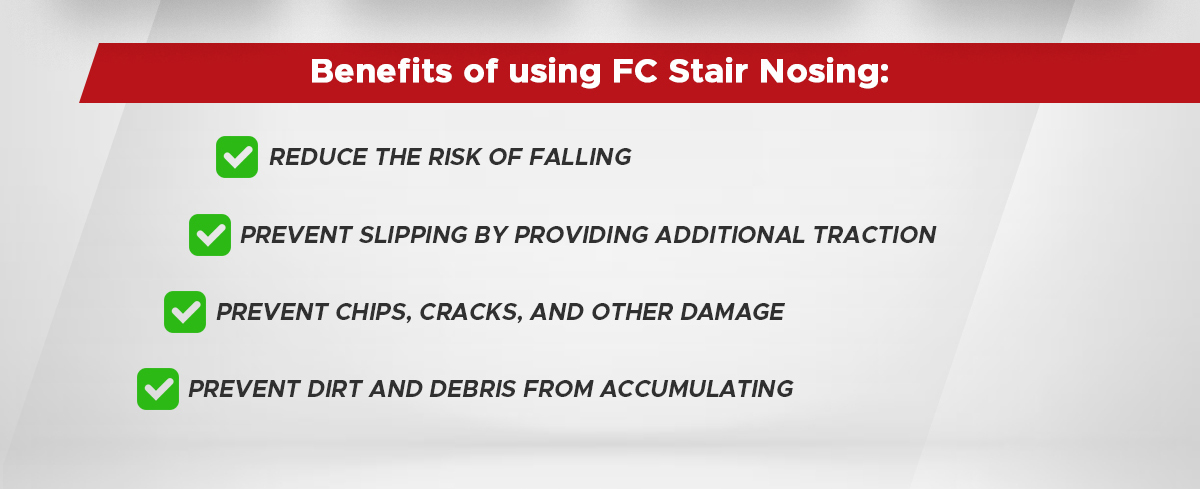 Benefits of using FC Stair Nosing:
REDUCE THE RISK OF FALLING
PREVENT SLIPPING BY PROVIDING ADDITIONAL TRACTION
PREVENT CHIPS, CRACKS, AND OTHER DAMAGE
PREVENT DIRT AND DEBRIS FROM ACCUMULATING